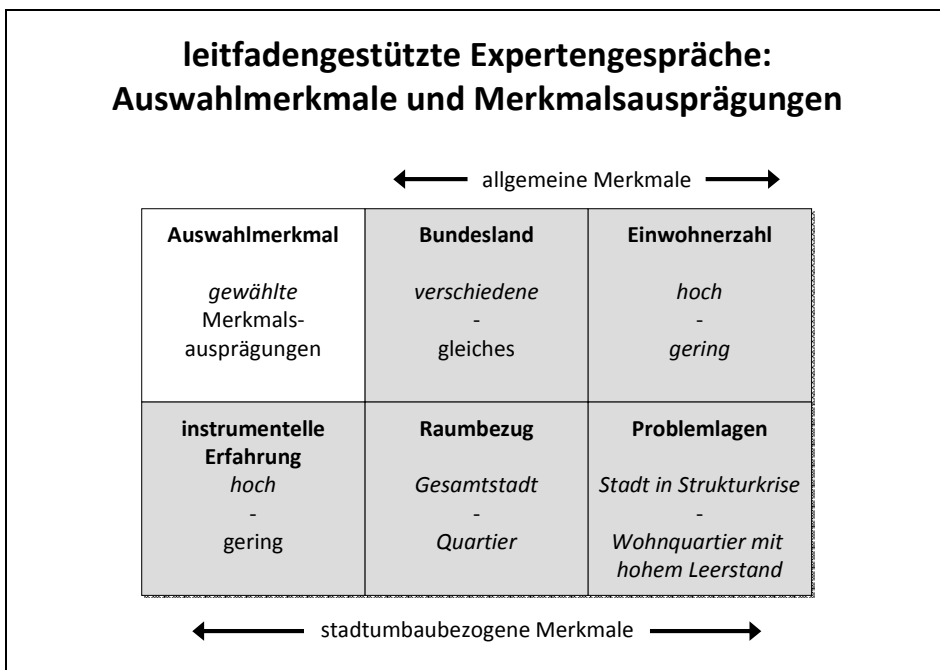 leitfadengestützte Expertengespräche:
Auswahlmerkmale und Merkmalsausprägungen
allgemeine Merkmale
Auswahlmerkmal
gewählte
Merkmals-
ausprägungen
Bundesland
verschiedene
-
gleiches
Einwohnerzahl
hoch
-
gering
instrumentelle
Erfahrung
hoch
-
gering
Raumbezug
Gesamtstadt
-
Quartier
Problemlagen
Stadt in Strukturkrise
-
Wohnquartier mit
hohem Leerstand
stadtumbaubezogene Merkmale